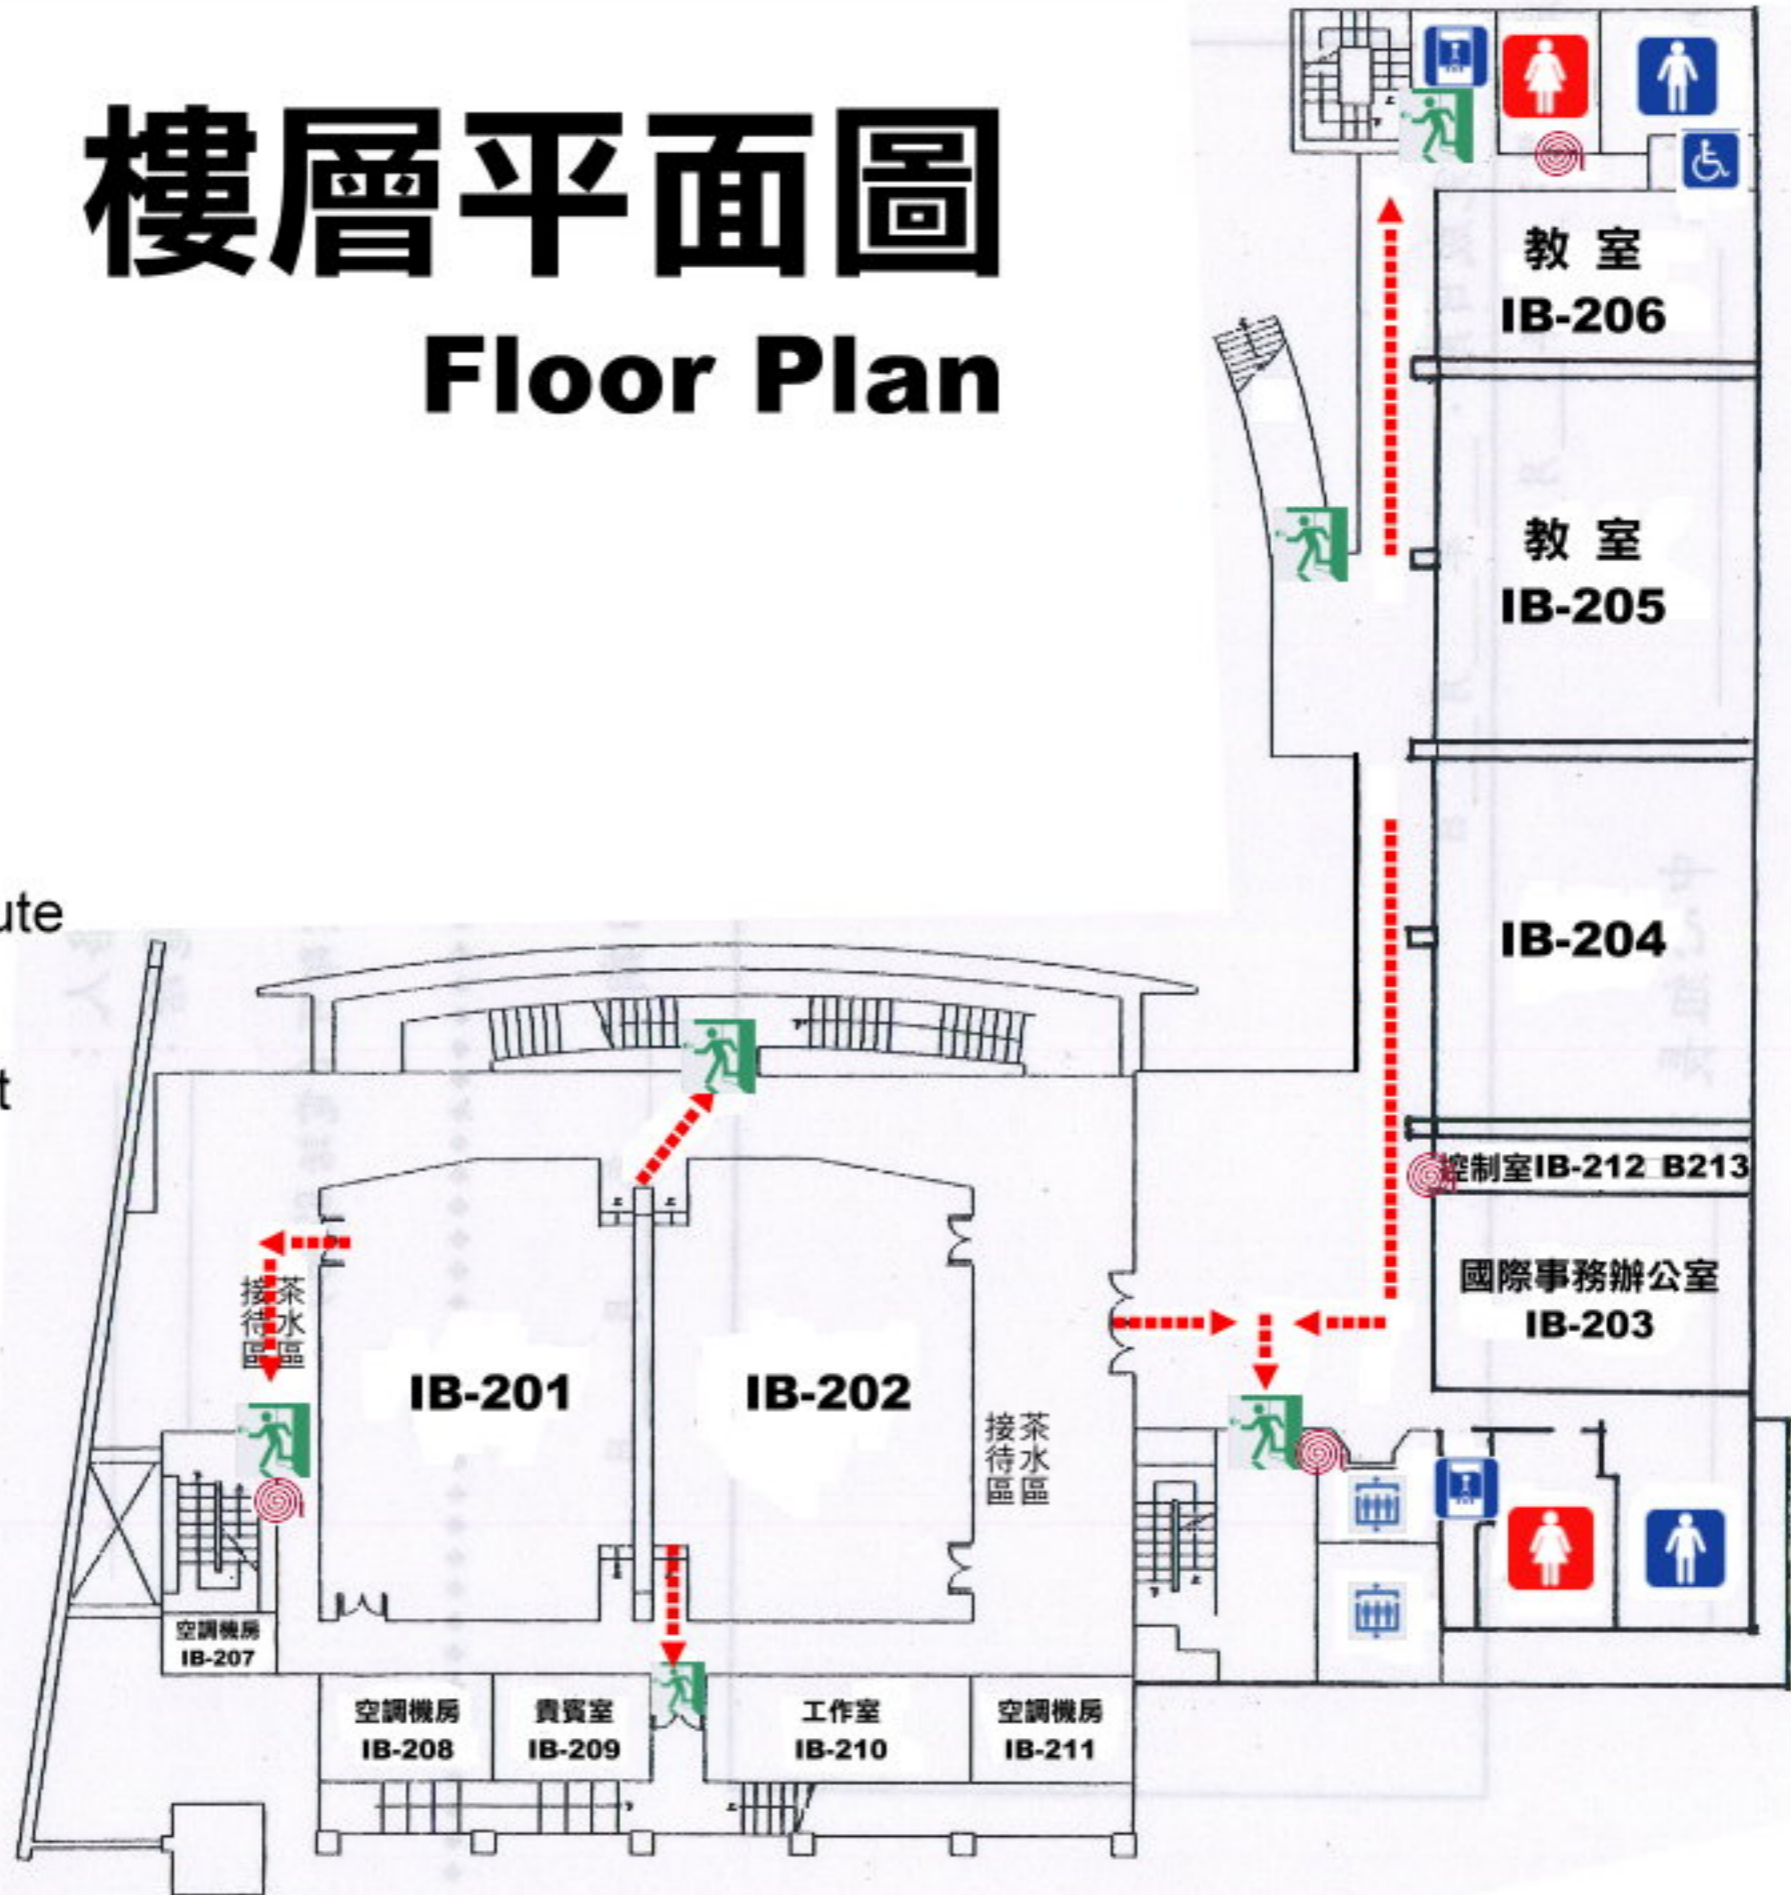 樓層平面圖
Floor Plan
教 室
IB-206
教 室
IB-205
IB-204
控制室IB-212□B213
國際事務辦公室
IB-203
ute
t
茶水區
接待區
IB-201
IB-202
茶水區
接待區
空調機房
IB-207
空調機房
IB-208
貴賓室
IB-209
工作室
IB-210
空調機房
IB-211